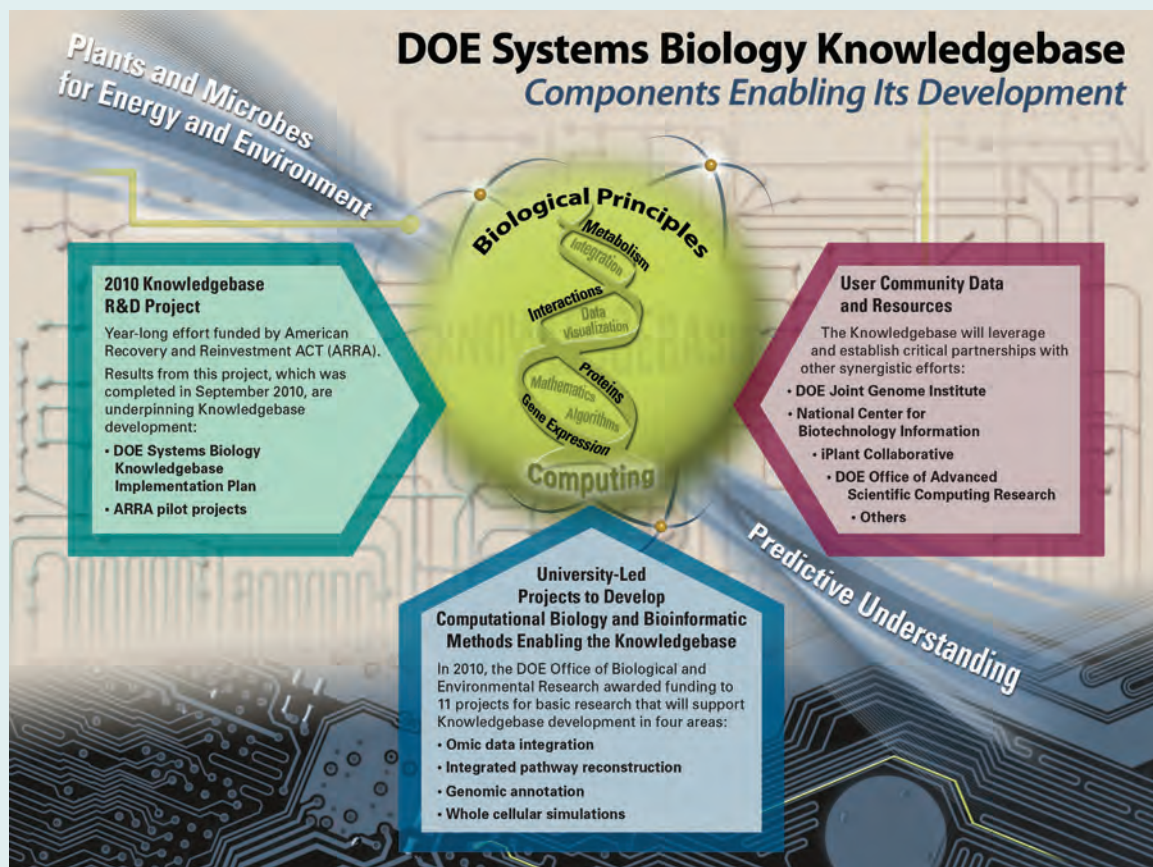 DOE Systems Biology Knowledgebase
Components Enabling Its Development
Plants and Microbes
for Energy and Environment
Biological Principles
Metabolism
Integration
Interactions
Data
Visualization
Proteins
Mathematics
Algorithms
Gene Expression
Computing
2010 Knowledgebase
R&D Project
Year-long effort funded by American
Recovery and Reinvestment ACT (ARRA).
Results from this project, which was
completed in September 2010, are
underpinning Knowledgebase
development:
• DOE Systems Biology
Knowledgebase
Implementation Plan
• ARRA pilot projects
User Community Data
and Resources
The Knowledgebase will leverage
and establish critical partnerships with
other synergistic efforts:
• DOE Joint Genome Institute
• National Center for
Biotechnology Information
• iPlant Collaborative
• DOE Office of Advanced
Scientific Computing Research
• Others
University-Led
Projects to Develop
Computational Biology and Bioinformatic
Methods Enabling the Knowledgebase
In 2010, the DOE Office of Biological and
Environmental Research awarded funding to
11 projects for basic research that will support
Knowledgebase development in four areas:
• Omic data integration
• Integrated pathway reconstruction
• Genomic annotation
• Whole cellular simulations
Predictive Understanding